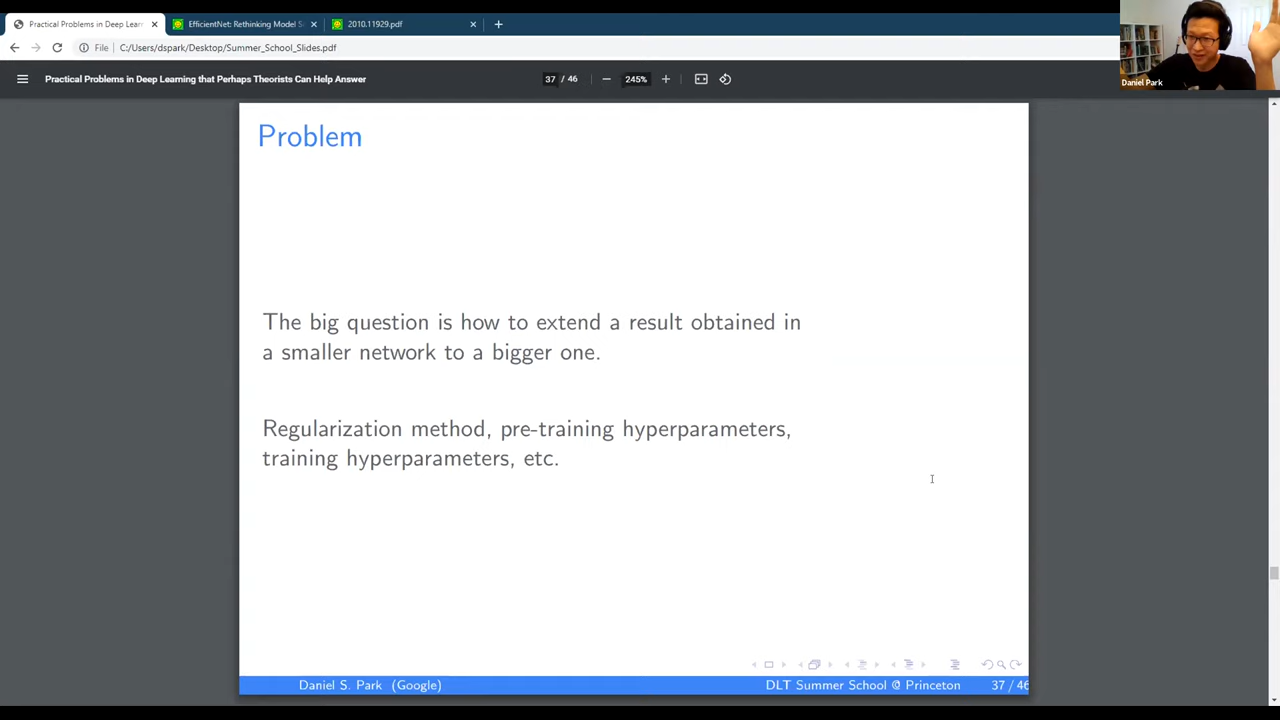 Practical Problems in Deep Lear
EfficientNet: Rethinking Model S
2010.11929.pdf
File
C:/Users/dspark/Desktop/Summer_School_Slides.pdf
Practical Problems in Deep Learning that Perhaps Theorists Can Help Answer
37 / 46
245%
Daniel Park
Problem
The big question is how to extend a result obtained in
a smaller network to a bigger one.
Regularization method, pre-training hyperparameters,
training hyperparameters, etc.
Daniel S. Park (Google)
DLT Summer School @ Princeton
37 / 46